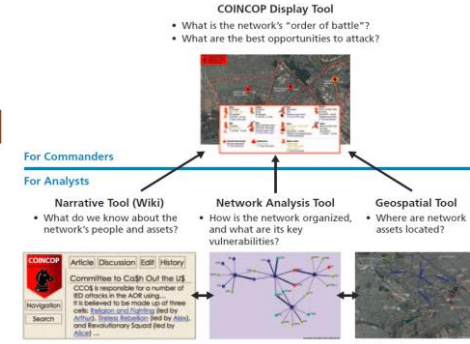 COINCOP Display Tool
• What is the network's "order of battle"?
• What are the best opportunities to attack?
For Commanders
For Analysts
Narrative Tool (Wiki)
• What do we know about the
network's people and assets?
Network Analysis Tool
• How is the network organized,
and what are its key
vulnerabilities?
Geospatial Tool
• Where are network
assets located?
COINCOP
Navigation
Search
Article Discussion Edit History
Committee to Ca$h Out the U$
CCO$ is responsible for a number of
IED attacks in the AOR using...
It is believed to be made up of three
cells: Religion and Fighting (led by
Arthur), Tireless Rebellion (led by Alex),
and Revolutionary Squad (led by
Alice) ...